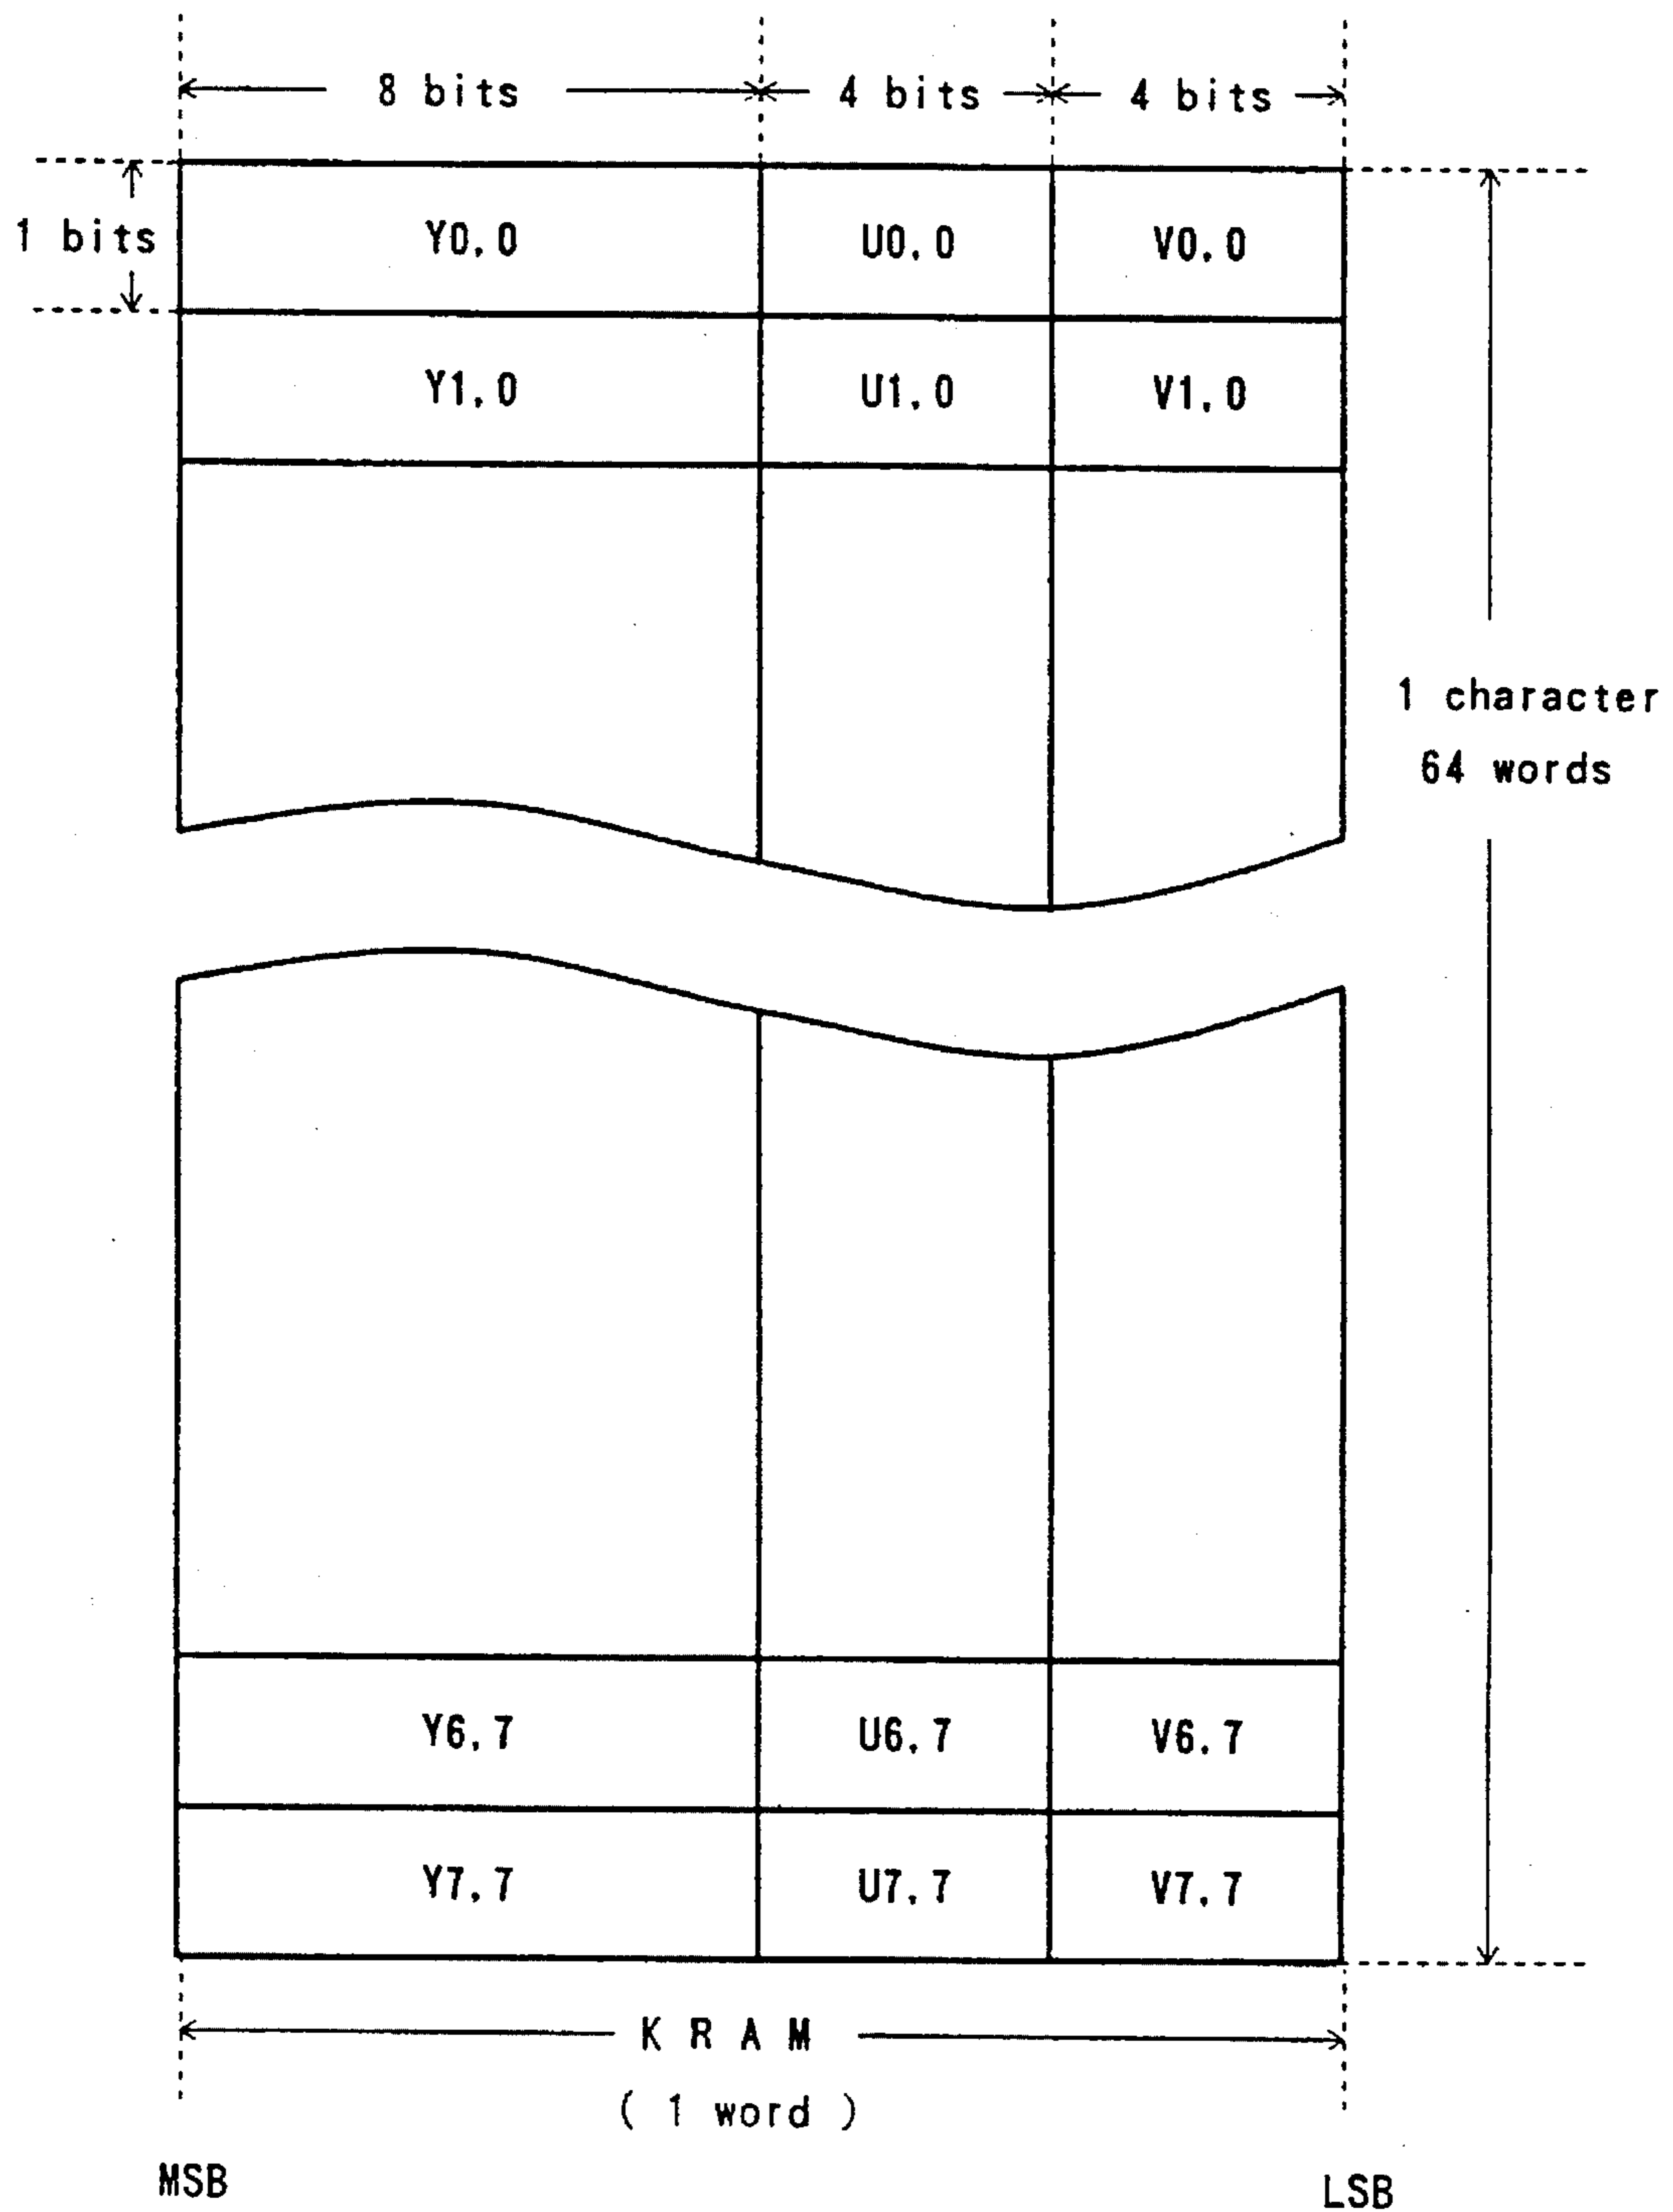 8 bits 4 bits 4 bits
1 bits
Y0,0 U0,0 V0,0
Y1,0 U1,0 V1,0
1 character
64 words
Y6,7 U6,7 V6,7
Y7,7 U7,7 V7,7
KRAM
( 1 word )
MSB LSB